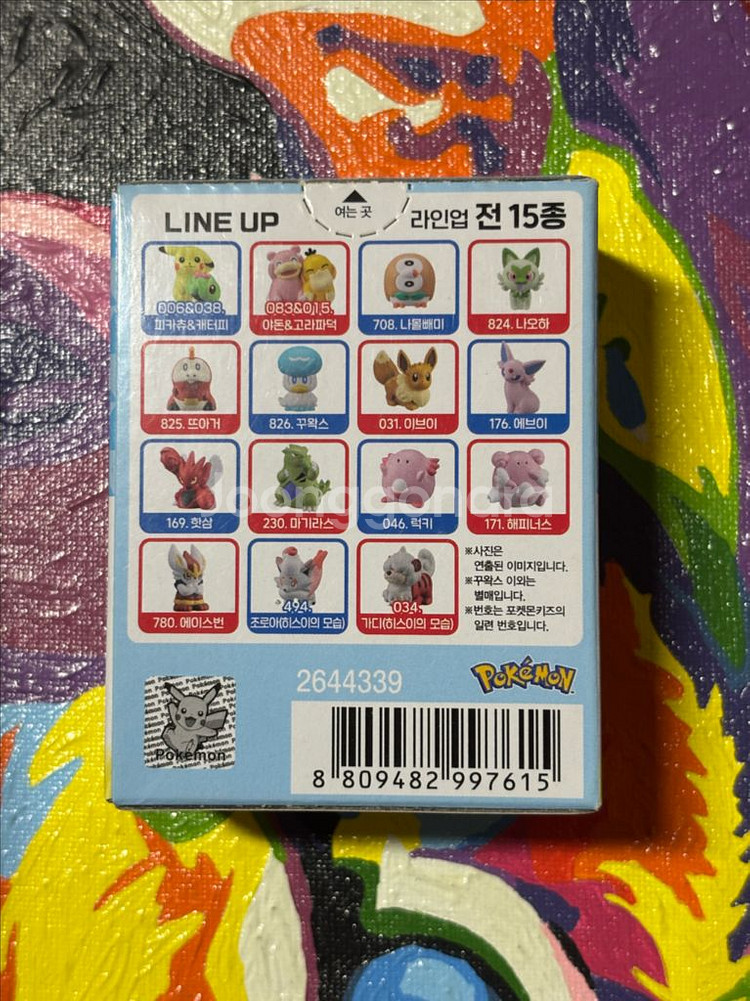 여는 곳
LINE UP
라인업 전 15종
006&038.
피카츄&캐터피
083&015.
야돈&고라파덕
708. 나몰빼미
824. 나오하
825. 뜨아거
826. 꾸왁스
031. 이브이
176. 에브이
169. 핫삼
230. 마기라스
046. 럭키
171. 해피너스
780. 에이스번
494.
조로아(히스이의 모습)
034.
가디(히스이의 모습)
※사진은
연출된 이미지입니다.
※꾸왁스 이와는
별매입니다.
※번호는 포켓몬키즈의
일련 번호입니다.
joonggonara
Pokémon
2644339
POKéMON
8 809482 997615